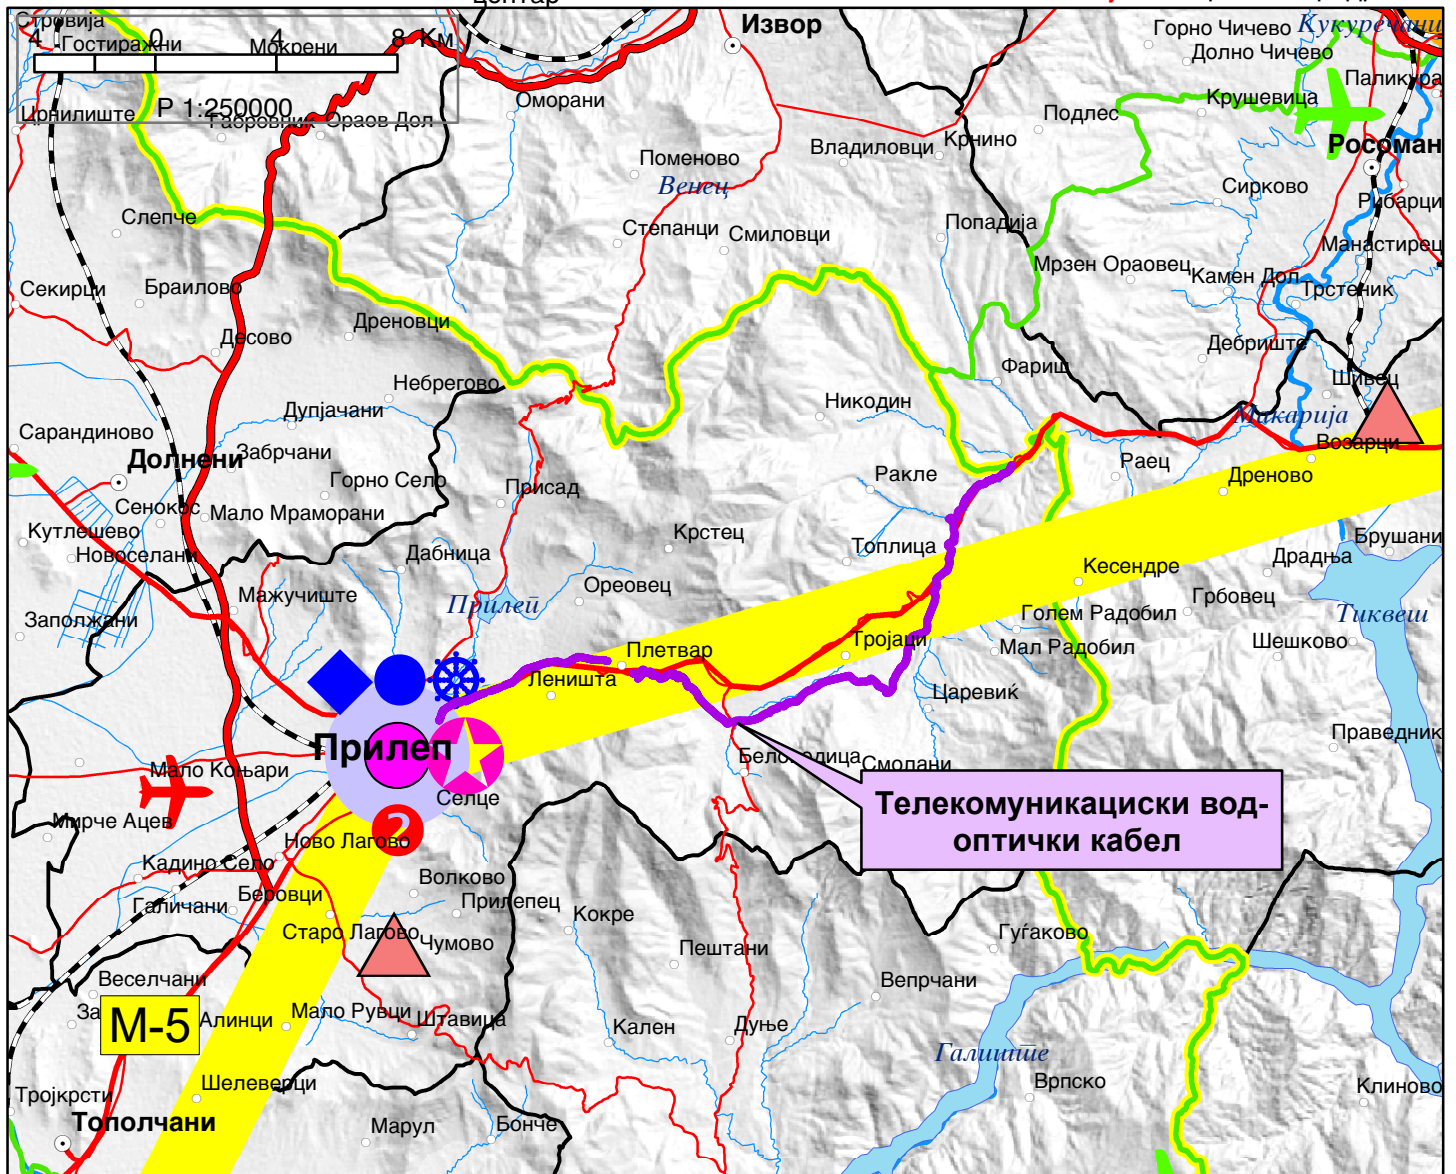 центар
Стровија
4 0 4 8 Км
Гостиражни
Мокрени
Извор
Горно Чичево
Кукуречани
Долно Чичево
Паликура
Црнилиште
Р 1:250000
Габровник
Ораов Дол
Оморани
Подлес
Крушевица
Росоман
Поменово
Венец
Владиловци
Крнино
Сирково
Рибарци
Слепче
Степанци
Смиловци
Попадија
Манастирец
Мрзен Ораовец
Камен Дол
Трстеник
Секирци
Браилово
Десово
Дреновци
Дебриште
Фариш
Шивец
Небрегово
Дупјачани
Никодин
Макарија
Возарци
Сарандиново
Долнени
Забрчани
Горно Село
Присад
Ракле
Раец
Дреново
Сенокос
Мало Мраморани
Кутлешево
Новоселани
Дабница
Крстец
Топлица
Брушани
Драдња
Кесендре
Ореовец
Мажучиште
Прилеп
Грбовец
Тиквеш
Заполжани
Голем Радобил
Шешково
Плетвар
Тројаци
Мал Радобил
Леништа
Царевиќ
Праведник
Прилеп
Мало Коњари
Беловодица
Смолани
Селце
Телекомуникациски вод-
оптички кабел
Мирче Ацев
2
Ново Лагово
Кадино Село
Беровци
Волково
Галичани
Прилепец
Кокре
Старо Лагово
Чумово
Пештани
Гуѓаково
Веселчани
Вепрчани
М-5
Алинци
Мало Рувци
Штавица
Кален
Дуње
Галиште
Шелеверци
Врпско
Клиново
Тројкрсти
Тополчани
Марул
Бонче